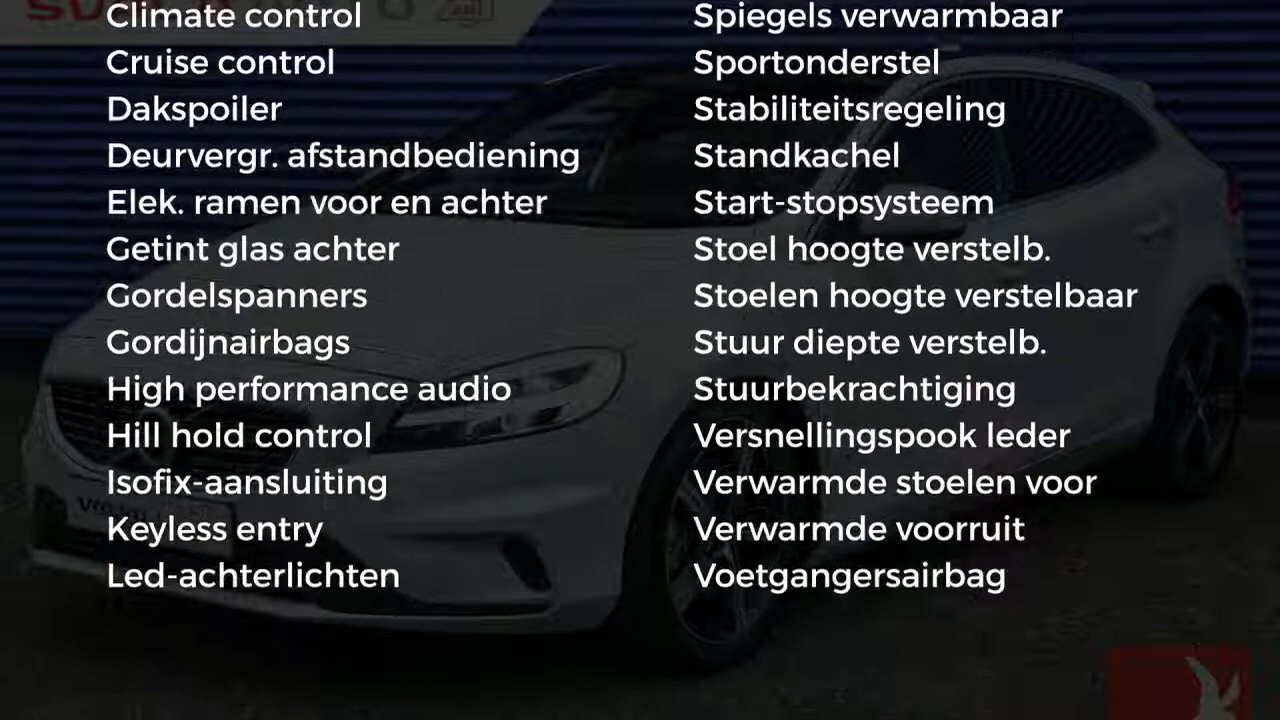 Climate control
Cruise control
Dakspoiler
Deurvergr. afstandbediening
Elek. ramen voor en achter
Getint glas achter
Gordelspanners
Gordijnairbags
High performance audio
Hill hold control
Isofix-aansluiting
Keyless entry
Led-achterlichten
Spiegels verwarmbaar
Sportonderstel
Stabiliteitsregeling
Standkachel
Start-stopsysteem
Stoel hoogte verstelb.
Stoelen hoogte verstelbaar
Stuur diepte verstelb.
Stuurbekrachtiging
Versnellingspook leder
Verwarmde stoelen voor
Verwarmde voorruit
Voetgangersairbag